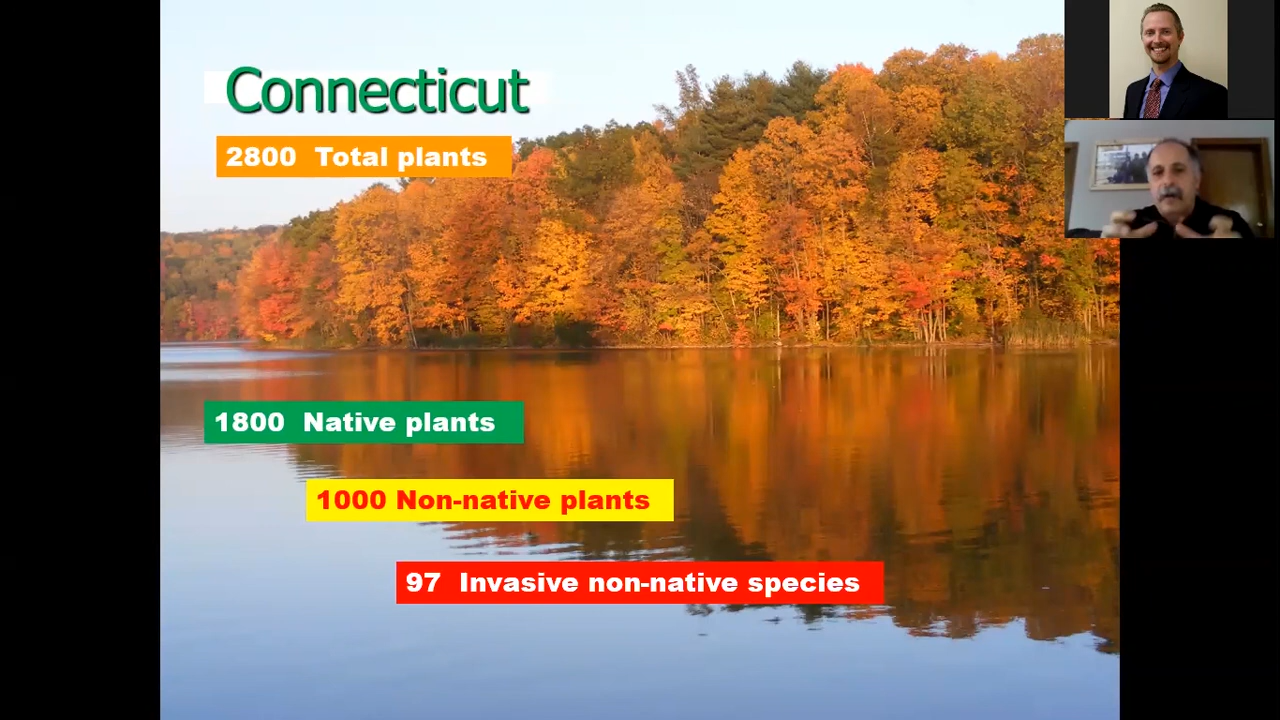 Connecticut
2800 Total plants
1800 Native plants
1000 Non-native plants
97 Invasive non-native species